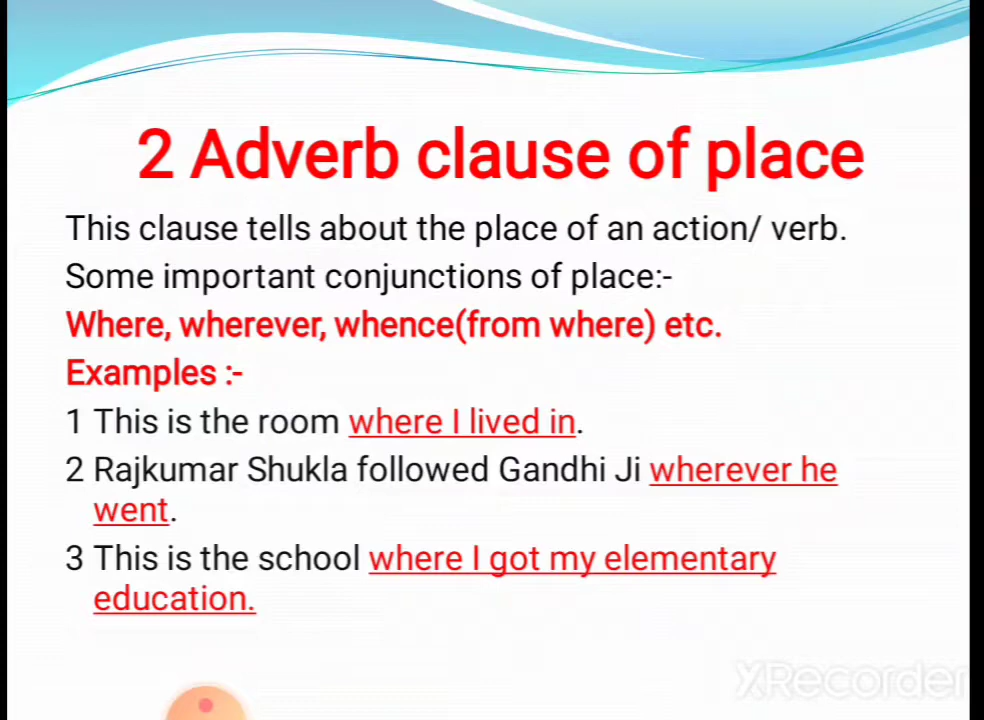 2 Adverb clause of place
This clause tells about the place of an action/ verb.
Some important conjunctions of place:-
Where, wherever, whence(from where) etc.
Examples :-
1 This is the room where I lived in.
2 Rajkumar Shukla followed Gandhi Ji wherever he
went.
3 This is the school where I got my elementary
education.
XRecorder